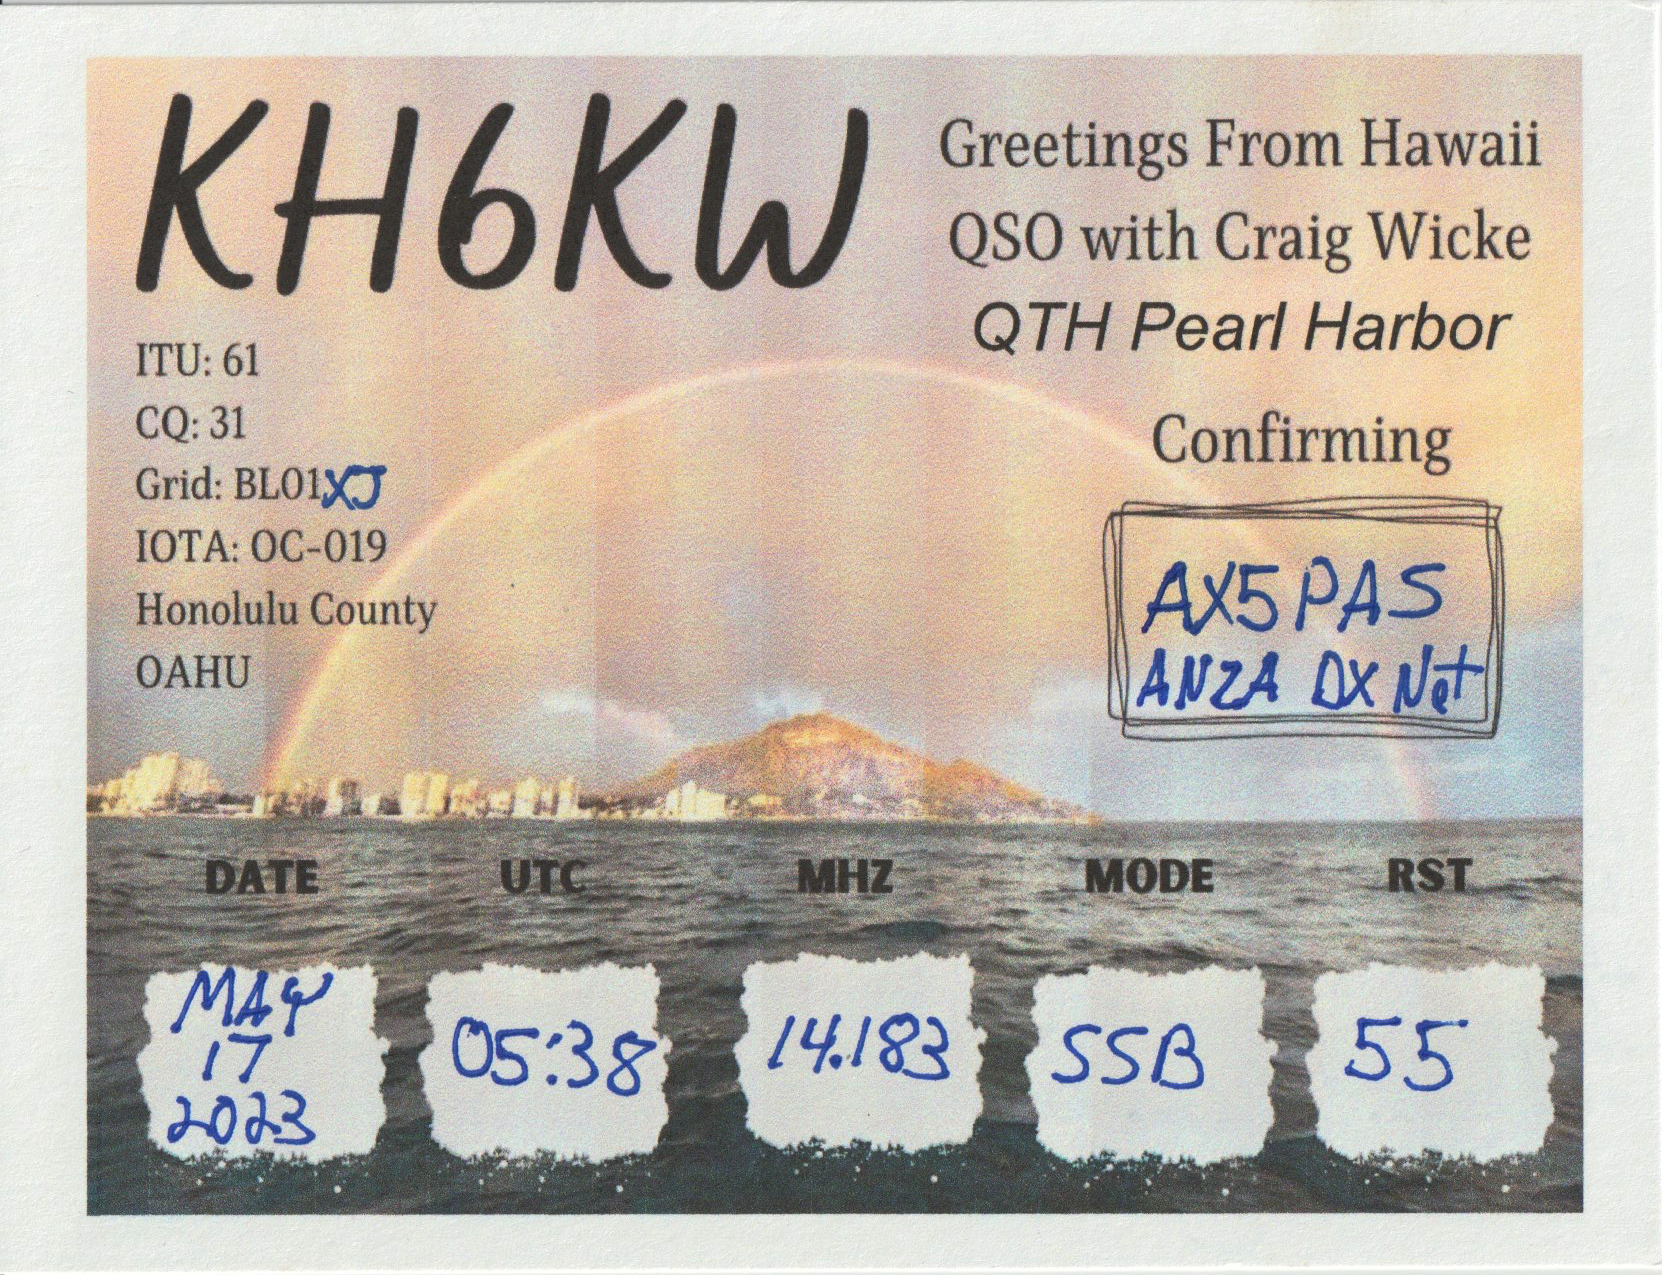 KH6KW
Greetings From Hawaii
QSO with Craig Wicke
QTH Pearl Harbor
ITU: 61
CQ: 31
Grid: BL01XJ
IOTA: OC-019
Honolulu County
OAHU
Confirming
AX5PAS
ANZA DX Net
DATE UTC MHZ MODE RST
MAY
17
2023
05:38
14.183
SSB
55